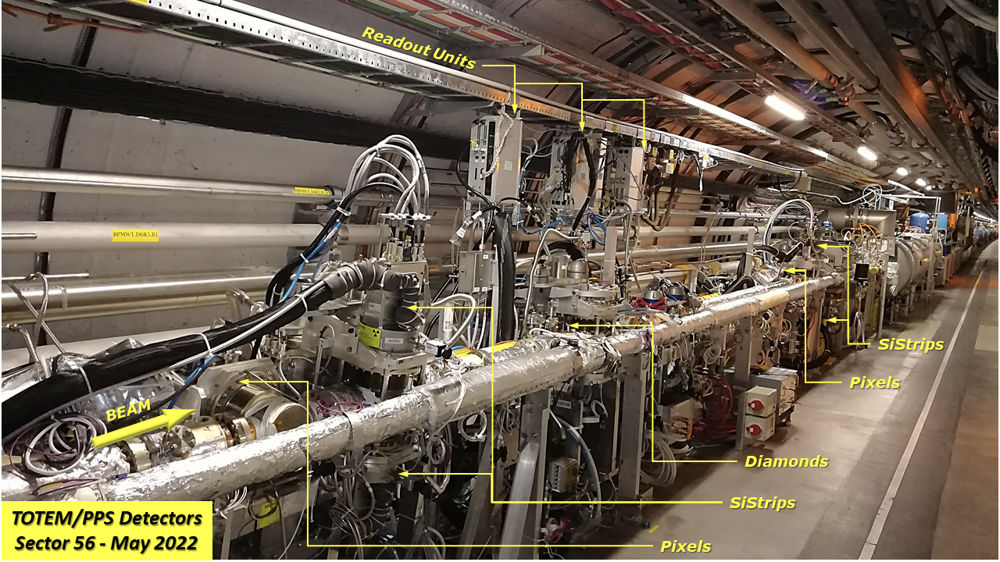 Readout Units
BPMWT.D6R5.B1
BEAM
SiStrips
Pixels
Diamonds
SiStrips
Pixels
TOTEM/PPS Detectors
Sector 56 - May 2022